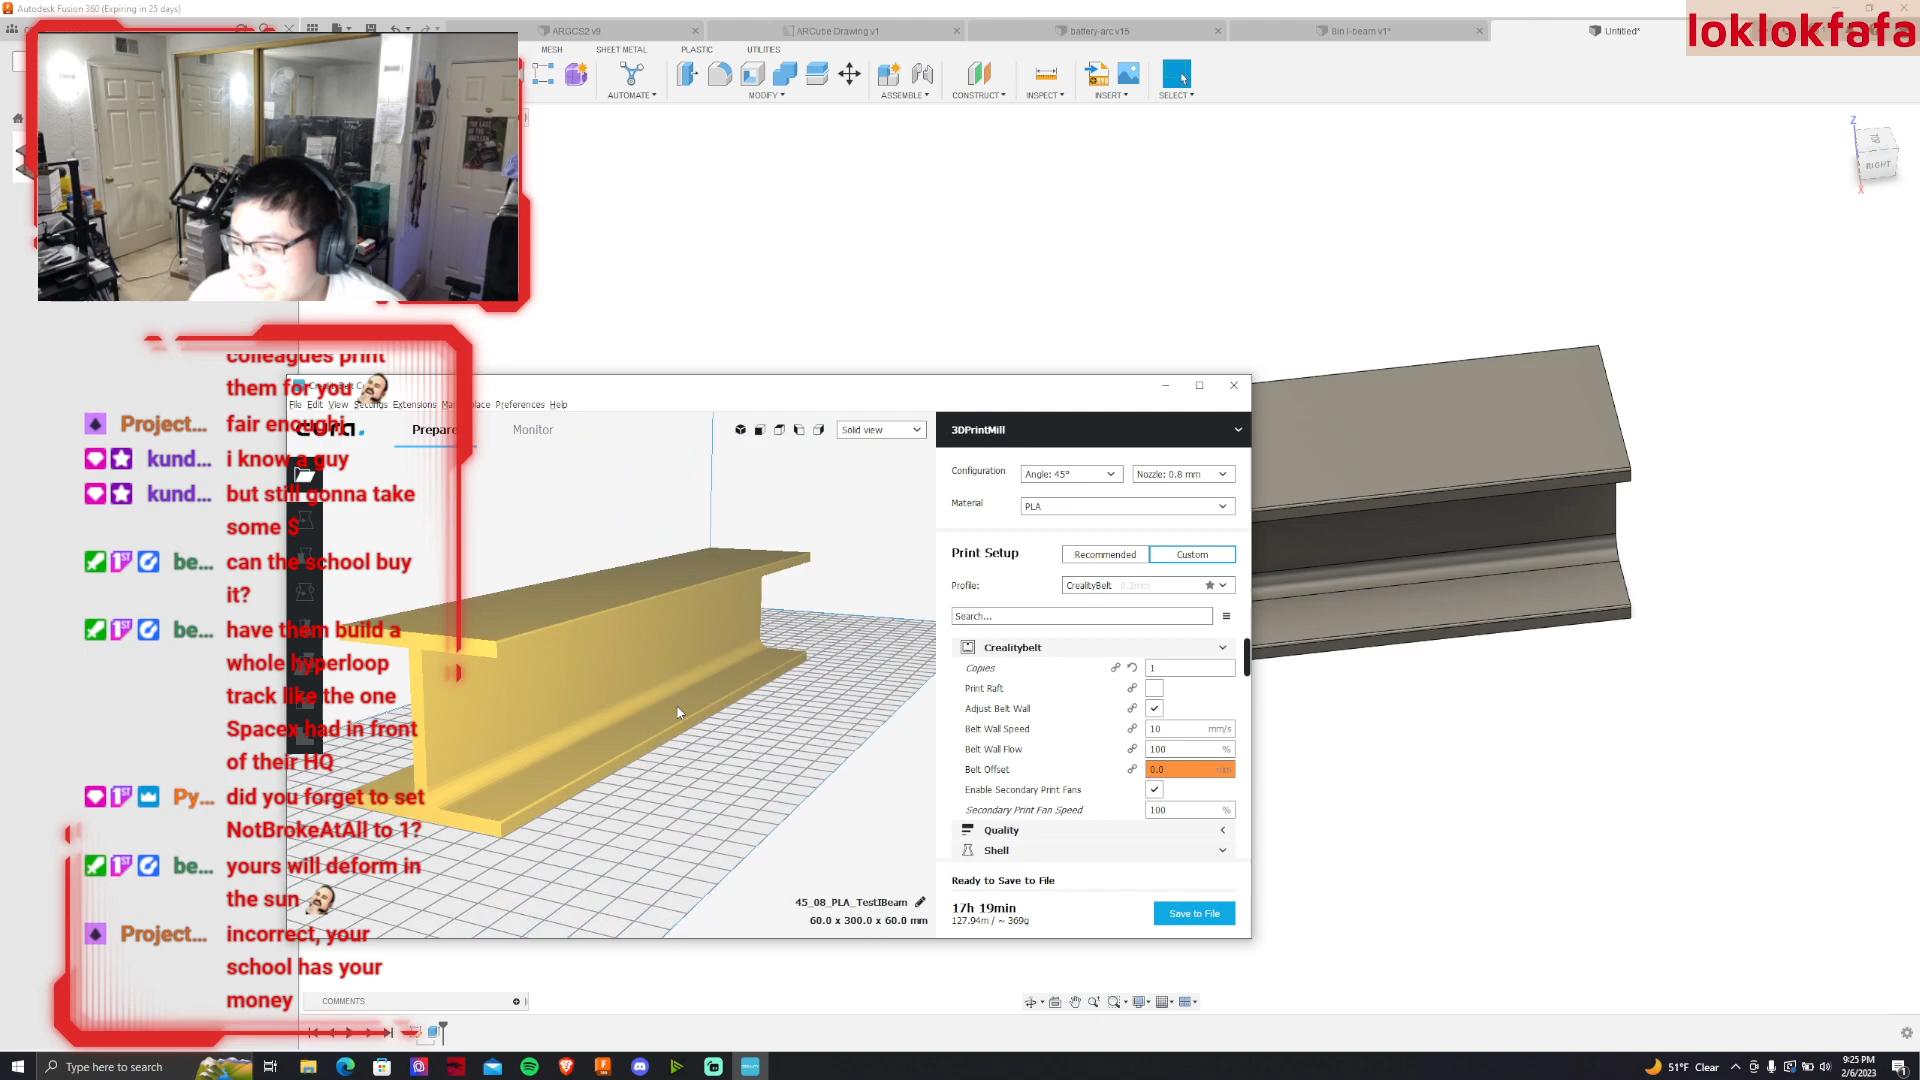 Autodesk Fusion 360 (Expiring in 25 days)
loklokfafa
ARGCS2 v9
ARCube Drawing v1
battery-arc v15
8in I-beam v1*
Untitled*
MESH
SHEET METAL
PLASTIC
UTILITIES
AUTOMATE
MODIFY
ASSEMBLE
CONSTRUCT
INSPECT
INSERT
SELECT
Z
RIGHT
X
colleagues print
them for you
Project... fair enough
kund... i know a guy
kund... but still gonna take
some $
be... can the school buy
it?
be... have them build a
whole hyperloop
track like the one
Spacex had in front
of their HQ
Py... did you forget to set
NotBrokeAtAll to 1?
be... yours will deform in
the sun
Project... incorrect, your
school has your
money
File Edit View Settings Extensions Marketplace Preferences Help
cura.
Prepare
Monitor
Solid view
3DPrintMill
Configuration
Angle: 45°
Nozzle: 0.8 mm
Material
PLA
Print Setup
Recommended
Custom
Profile:
CrealityBelt - 0.2mm
Search...
Crealitybelt
Copies
1
Print Raft
Adjust Belt Wall
Belt Wall Speed
10 mm/s
Belt Wall Flow
100 %
Belt Offset
0.0 mm
Enable Secondary Print Fans
Secondary Print Fan Speed
100 %
Quality
Shell
Ready to Save to File
17h 19min
127.94m / ~ 369g
Save to File
45_08_PLA_TestIBeam
60.0 x 300.0 x 60.0 mm
COMMENTS
Type here to search
51°F Clear
9:25 PM
2/6/2023